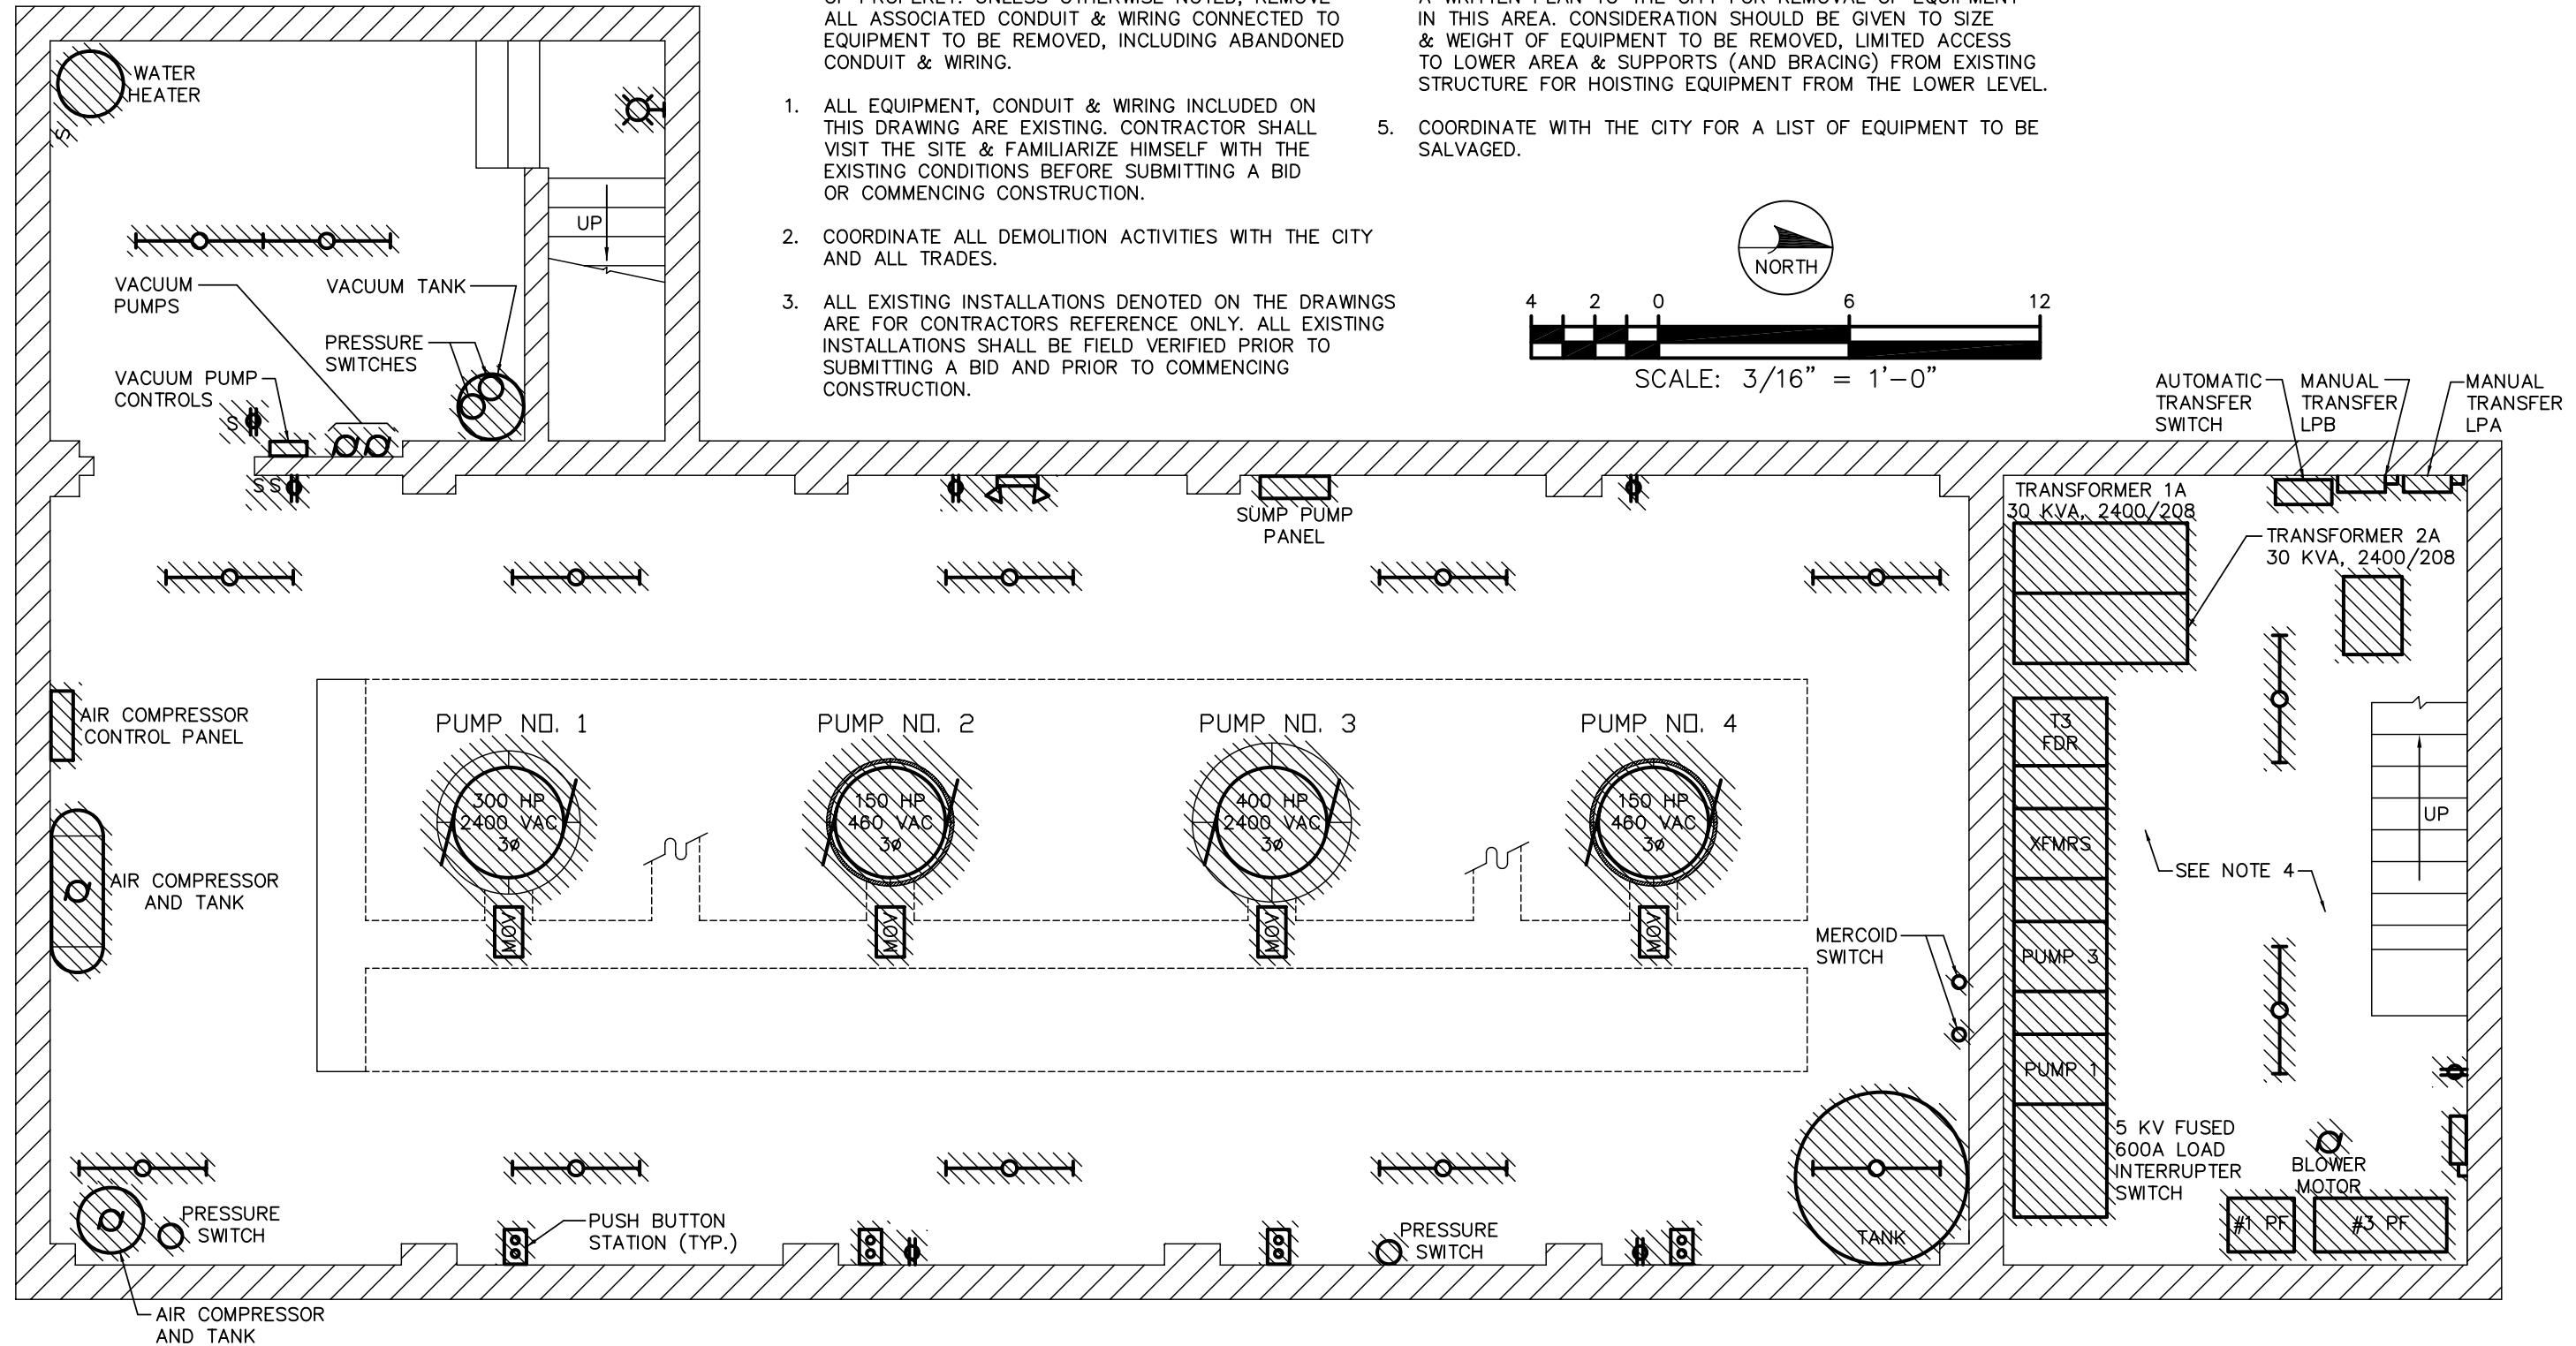 ALL ASSOCIATED CONDUIT & WIRING CONNECTED TO
EQUIPMENT TO BE REMOVED, INCLUDING ABANDONED
CONDUIT & WIRING.
1. ALL EQUIPMENT, CONDUIT & WIRING INCLUDED ON
THIS DRAWING ARE EXISTING. CONTRACTOR SHALL
VISIT THE SITE & FAMILIARIZE HIMSELF WITH THE
EXISTING CONDITIONS BEFORE SUBMITTING A BID
OR COMMENCING CONSTRUCTION.
2. COORDINATE ALL DEMOLITION ACTIVITIES WITH THE CITY
AND ALL TRADES.
3. ALL EXISTING INSTALLATIONS DENOTED ON THE DRAWINGS
ARE FOR CONTRACTORS REFERENCE ONLY. ALL EXISTING
INSTALLATIONS SHALL BE FIELD VERIFIED PRIOR TO
SUBMITTING A BID AND PRIOR TO COMMENCING
CONSTRUCTION.
IN THIS AREA. CONSIDERATION SHOULD BE GIVEN TO SIZE
& WEIGHT OF EQUIPMENT TO BE REMOVED, LIMITED ACCESS
TO LOWER AREA & SUPPORTS (AND BRACING) FROM EXISTING
STRUCTURE FOR HOISTING EQUIPMENT FROM THE LOWER LEVEL.
5. COORDINATE WITH THE CITY FOR A LIST OF EQUIPMENT TO BE
SALVAGED.
NORTH
4 2 0 6 12
SCALE: 3/16" = 1'-0"
WATER
HEATER
S
UP
VACUUM
PUMPS
VACUUM TANK
PRESSURE
SWITCHES
VACUUM PUMP
CONTROLS
S
SS
SUMP PUMP
PANEL
AUTOMATIC
TRANSFER
SWITCH
MANUAL
TRANSFER
LPB
MANUAL
TRANSFER
LPA
TRANSFORMER 1A
30 KVA, 2400/208
TRANSFORMER 2A
30 KVA, 2400/208
AIR COMPRESSOR
CONTROL PANEL
AIR COMPRESSOR
AND TANK
PUMP NO. 1
300 HP
2400 VAC
3ø
MOV
PUMP NO. 2
150 HP
460 VAC
3ø
MOV
PUMP NO. 3
400 HP
2400 VAC
3ø
MOV
PUMP NO. 4
150 HP
460 VAC
3ø
MOV
T3
FDR
XFMRS
PUMP 3
PUMP 1
SEE NOTE 4
UP
MERCOID
SWITCH
5 KV FUSED
600A LOAD
INTERRUPTER
SWITCH
BLOWER
MOTOR
#1 PF
#3 PF
TANK
PRESSURE
SWITCH
PUSH BUTTON
STATION (TYP.)
PRESSURE
SWITCH
AIR COMPRESSOR
AND TANK